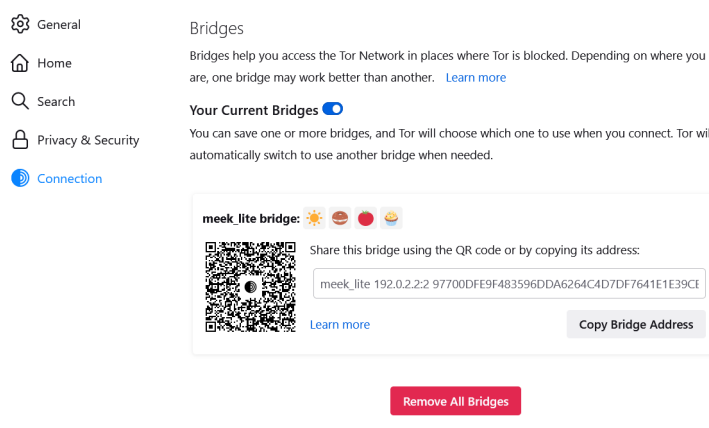 General
Home
Search
Privacy & Security
Connection
Bridges
Bridges help you access the Tor Network in places where Tor is blocked. Depending on where you
are, one bridge may work better than another. Learn more
Your Current Bridges
You can save one or more bridges, and Tor will choose which one to use when you connect. Tor wil
automatically switch to use another bridge when needed.
meek_lite bridge:
Share this bridge using the QR code or by copying its address:
meek_lite 192.0.2.2:2 97700DFE9F483596DDA6264C4D7DF7641E1E39CE
Learn more
Copy Bridge Address
Remove All Bridges